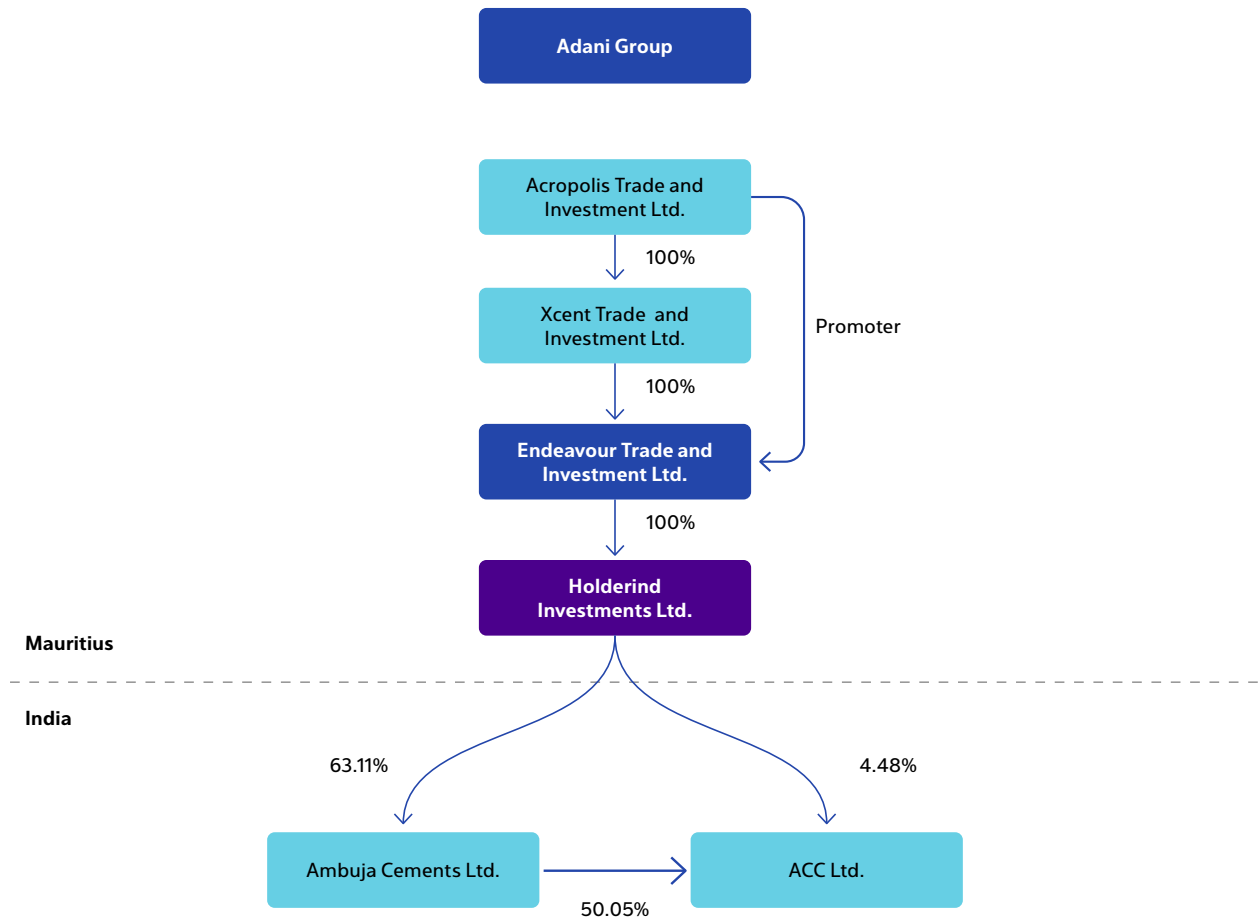 Adani Group
Acropolis Trade and
Investment Ltd.
100%
Xcent Trade and
Investment Ltd.
Promoter
100%
Endeavour Trade and
Investment Ltd.
100%
Holderind
Investments Ltd.
Mauritius
India
63.11%
4.48%
Ambuja Cements Ltd.
ACC Ltd.
50.05%